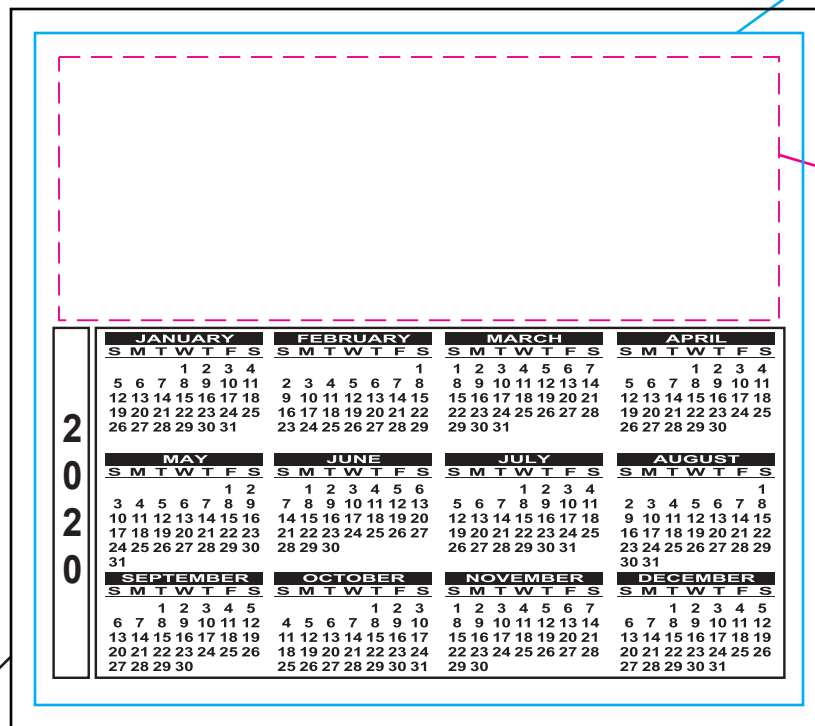 2
0
2
0
JANUARY
S M T W T F S
1 2 3 4
5 6 7 8 9 10 11
12 13 14 15 16 17 18
19 20 21 22 23 24 25
26 27 28 29 30 31
FEBRUARY
S M T W T F S
1
2 3 4 5 6 7 8
9 10 11 12 13 14 15
16 17 18 19 20 21 22
23 24 25 26 27 28 29
MARCH
S M T W T F S
1 2 3 4 5 6 7
8 9 10 11 12 13 14
15 16 17 18 19 20 21
22 23 24 25 26 27 28
29 30 31
APRIL
S M T W T F S
1 2 3 4
5 6 7 8 9 10 11
12 13 14 15 16 17 18
19 20 21 22 23 24 25
26 27 28 29 30
MAY
S M T W T F S
1 2
3 4 5 6 7 8 9
10 11 12 13 14 15 16
17 18 19 20 21 22 23
24 25 26 27 28 29 30
31
JUNE
S M T W T F S
1 2 3 4 5 6
7 8 9 10 11 12 13
14 15 16 17 18 19 20
21 22 23 24 25 26 27
28 29 30
JULY
S M T W T F S
1 2 3 4
5 6 7 8 9 10 11
12 13 14 15 16 17 18
19 20 21 22 23 24 25
26 27 28 29 30 31
AUGUST
S M T W T F S
1
2 3 4 5 6 7 8
9 10 11 12 13 14 15
16 17 18 19 20 21 22
23 24 25 26 27 28 29
30 31
SEPTEMBER
S M T W T F S
1 2 3 4 5
6 7 8 9 10 11 12
13 14 15 16 17 18 19
20 21 22 23 24 25 26
27 28 29 30
OCTOBER
S M T W T F S
1 2 3
4 5 6 7 8 9 10
11 12 13 14 15 16 17
18 19 20 21 22 23 24
25 26 27 28 29 30 31
NOVEMBER
S M T W T F S
1 2 3 4 5 6 7
8 9 10 11 12 13 14
15 16 17 18 19 20 21
22 23 24 25 26 27 28
29 30
DECEMBER
S M T W T F S
1 2 3 4 5
6 7 8 9 10 11 12
13 14 15 16 17 18 19
20 21 22 23 24 25 26
27 28 29 30 31